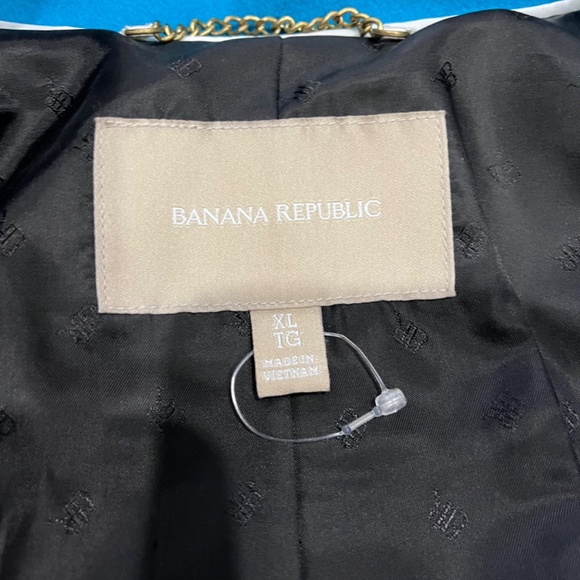 BANANA REPUBLIC
XL
TG
MADE IN
VIETNAM